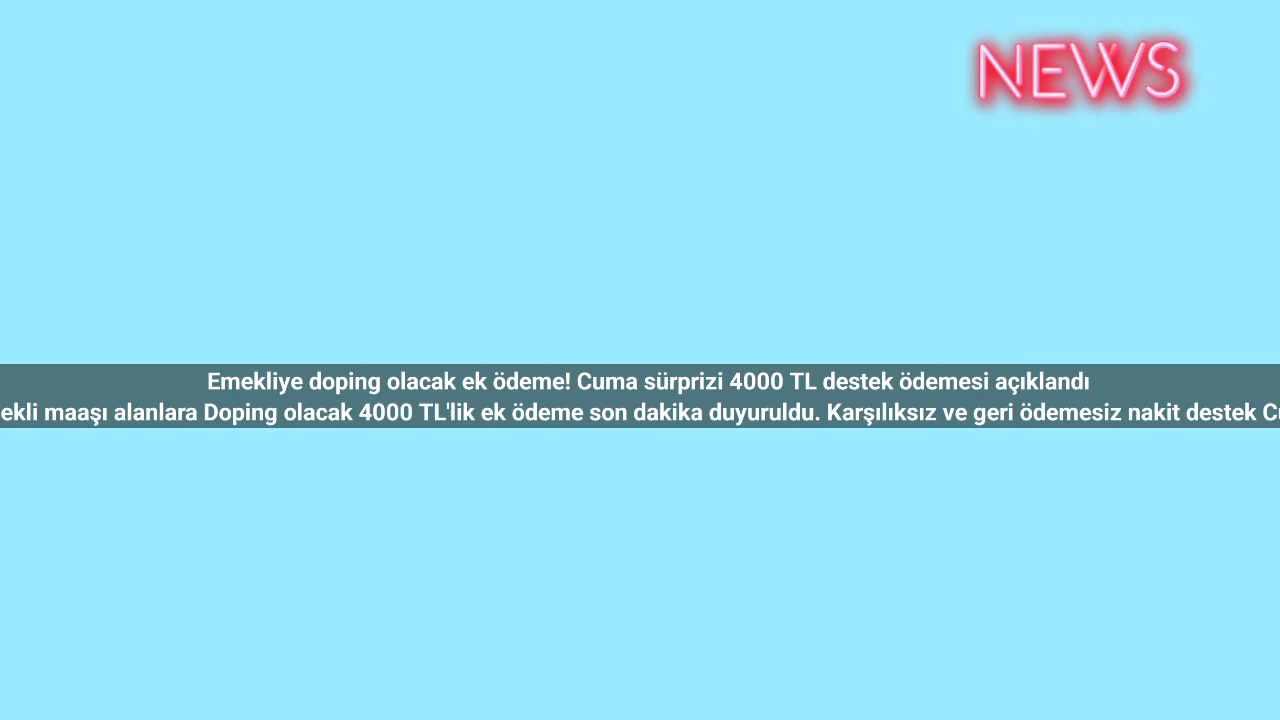 NEWS
Emekliye doping olacak ek ödeme! Cuma sürprizi 4000 TL destek ödemesi açıklandı
ekli maaşı alanlara Doping olacak 4000 TL'lik ek ödeme son dakika duyuruldu. Karşılıksız ve geri ödemesiz nakit destek